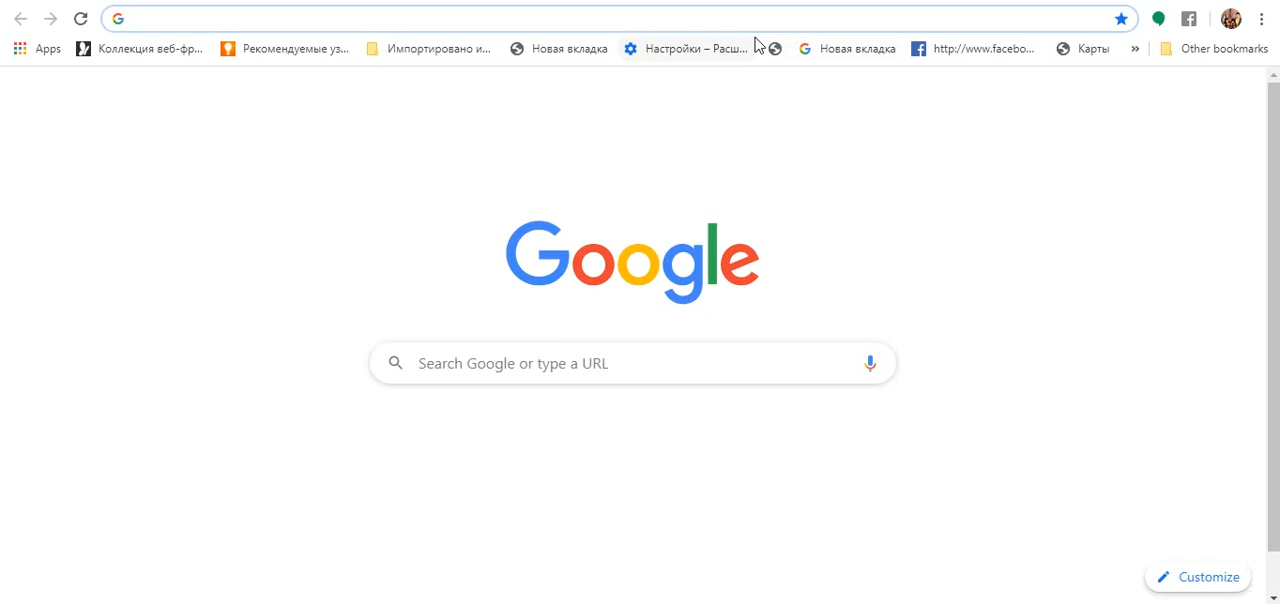 Apps Коллекция веб-фр... Рекомендуемые уз... Импортировано и... Новая вкладка Настройки – Расш... Новая вкладка http://www.facebo... Карты » Other bookmarks
Google
Search Google or type a URL
Customize